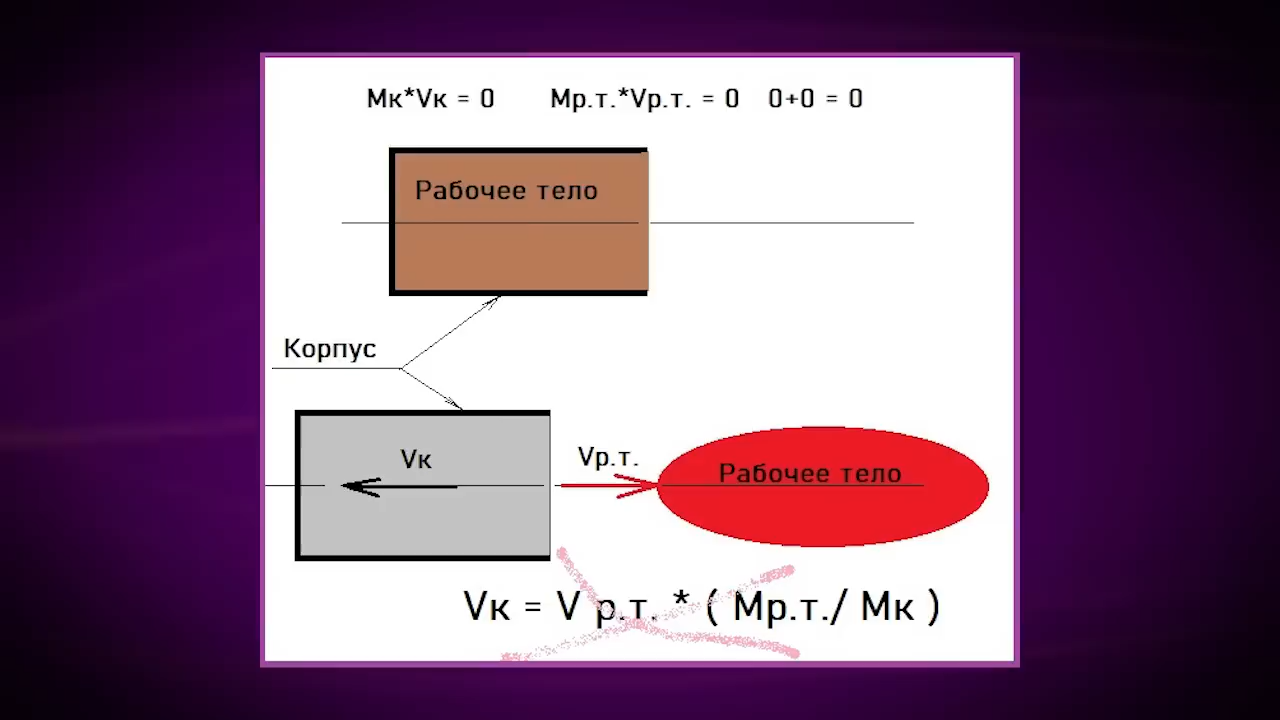 Мк*Vк = 0 Мр.т.*Vр.т. = 0 0+0 = 0
Рабочее тело
Корпус
Vк
Vр.т.
Рабочее тело
Vк = V р.т. * ( Мр.т./ Мк )